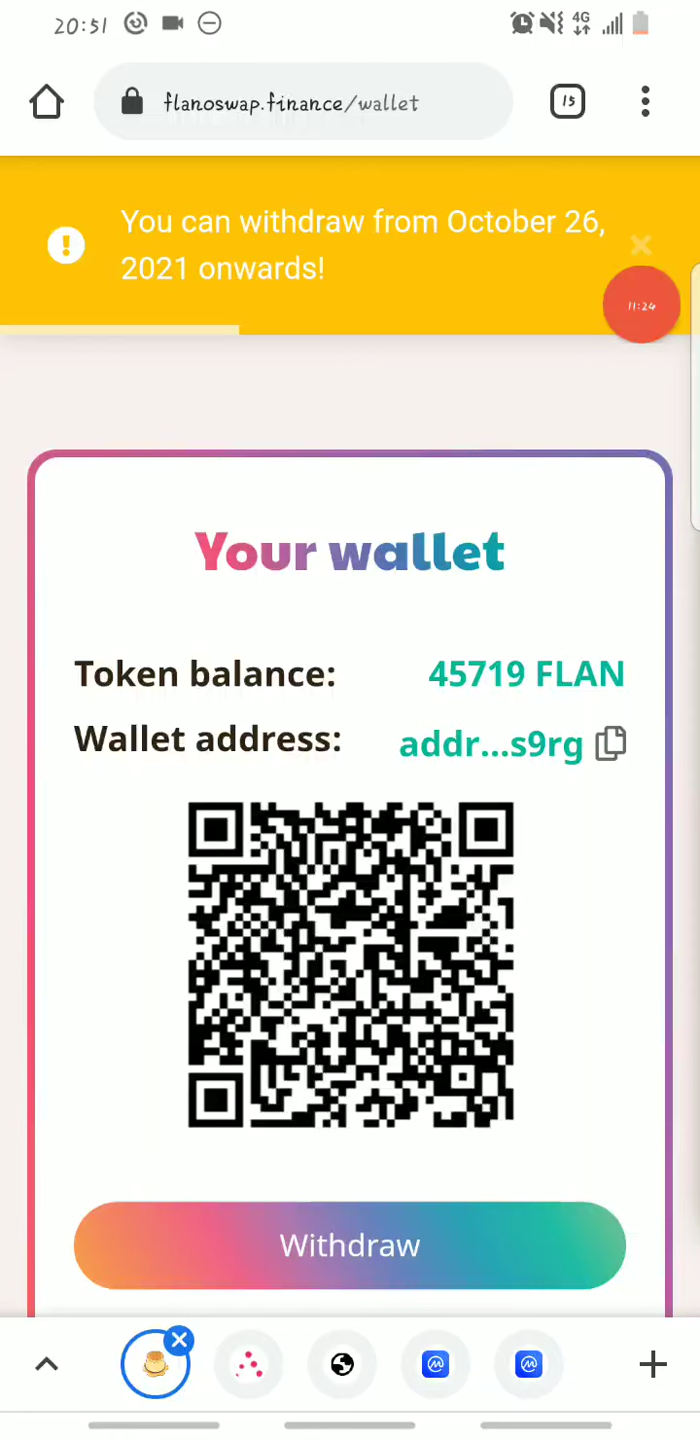 20:51
4G
flanoswap.finance/wallet
15
You can withdraw from October 26,
2021 onwards!
11:24
Your wallet
Token balance: 45719 FLAN
Wallet address: addr...s9rg
Withdraw